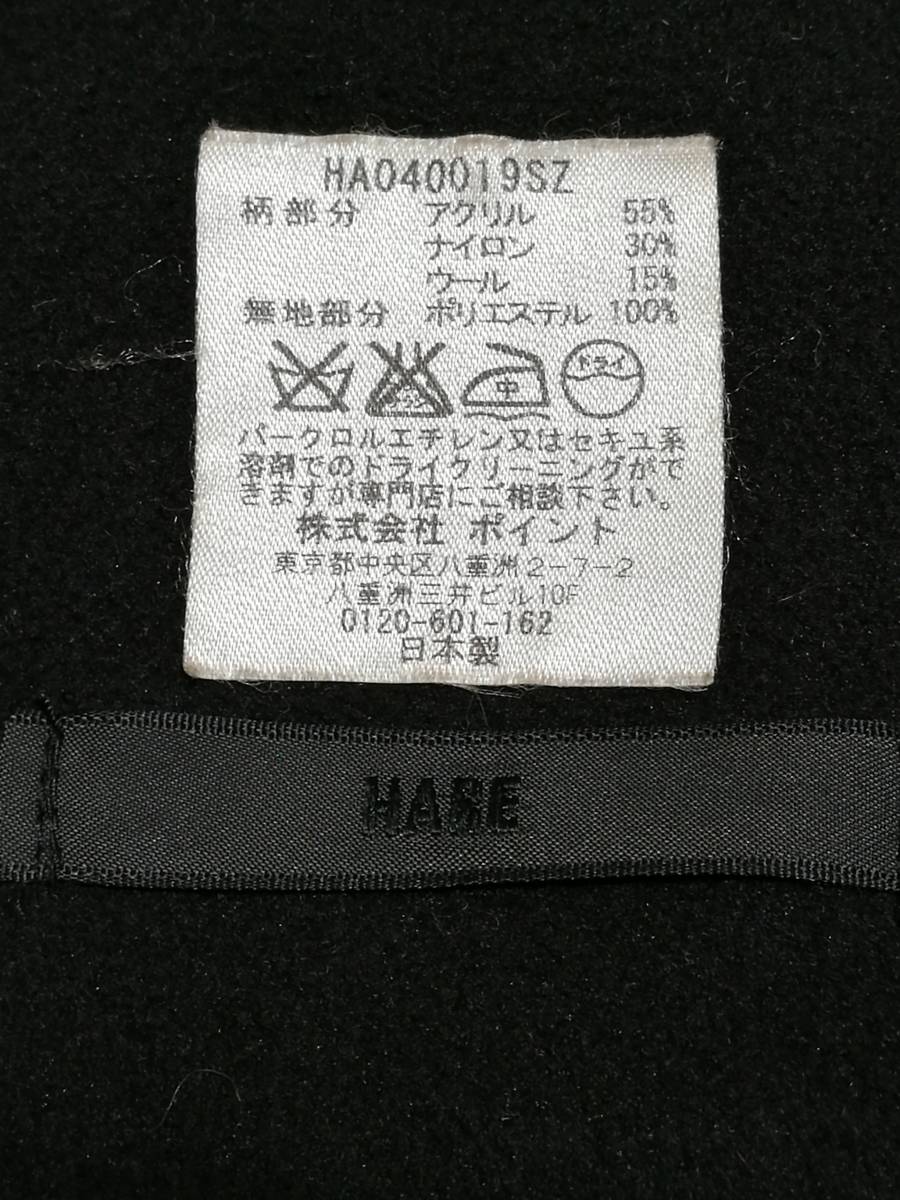 HA040019SZ
柄部分 アクリル 55%
ナイロン 30%
ウール 15%
無地部分 ポリエステル 100%
中 ドライ
パークロルエチレン又はセキュ系
溶剤でのドライクリーニングがで
きますが専門店にご相談下さい。
株式会社 ポイント
東京都中央区八重洲2-7-2
八重洲三井ビル10F
0120-601-162
日本製
HARE